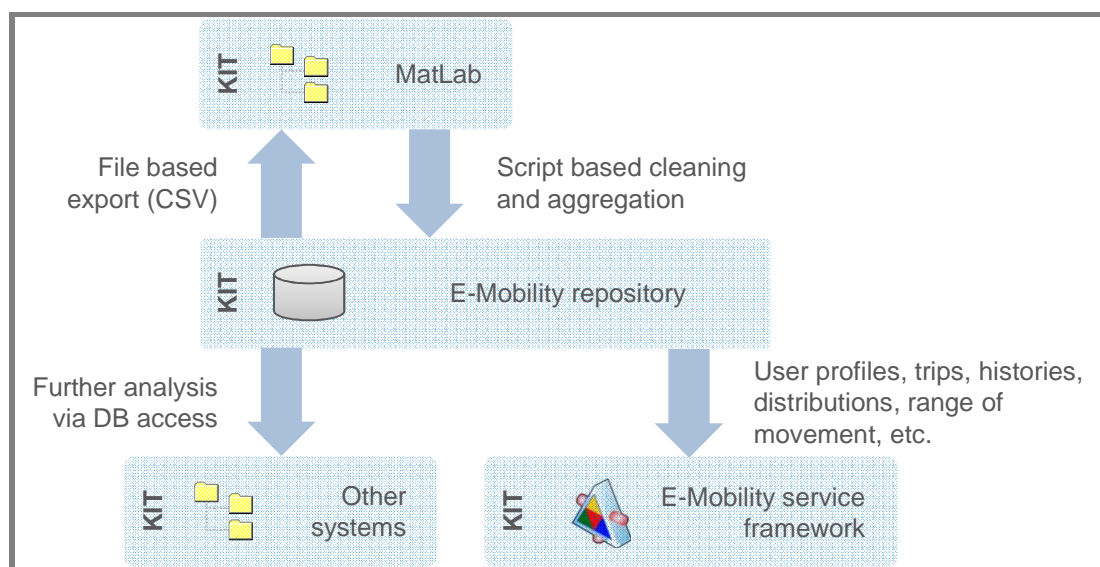 KIT
MatLab
File based
export (CSV)
Script based cleaning
and aggregation
KIT
E-Mobility repository
Further analysis
via DB access
User profiles, trips, histories,
distributions, range of
movement, etc.
KIT
Other
systems
KIT
E-Mobility service
framework